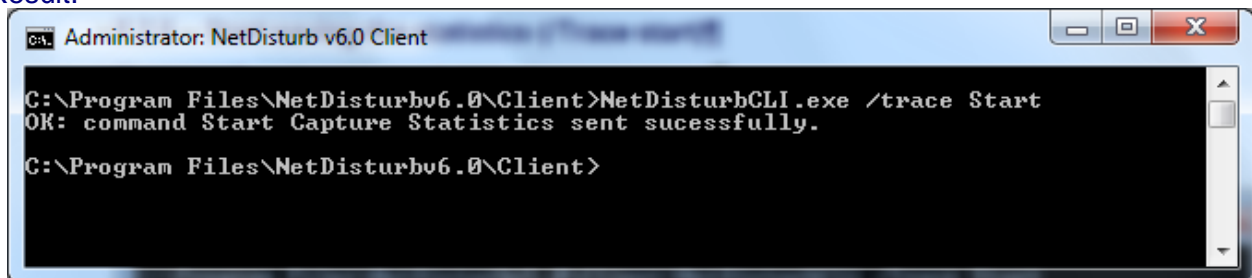 Result:
Administrator: NetDisturb v6.0 Client
C:\Program Files\NetDisturbv6.0\Client>NetDisturbCLI.exe /trace Start
OK: command Start Capture Statistics sent sucessfully.
C:\Program Files\NetDisturbv6.0\Client>